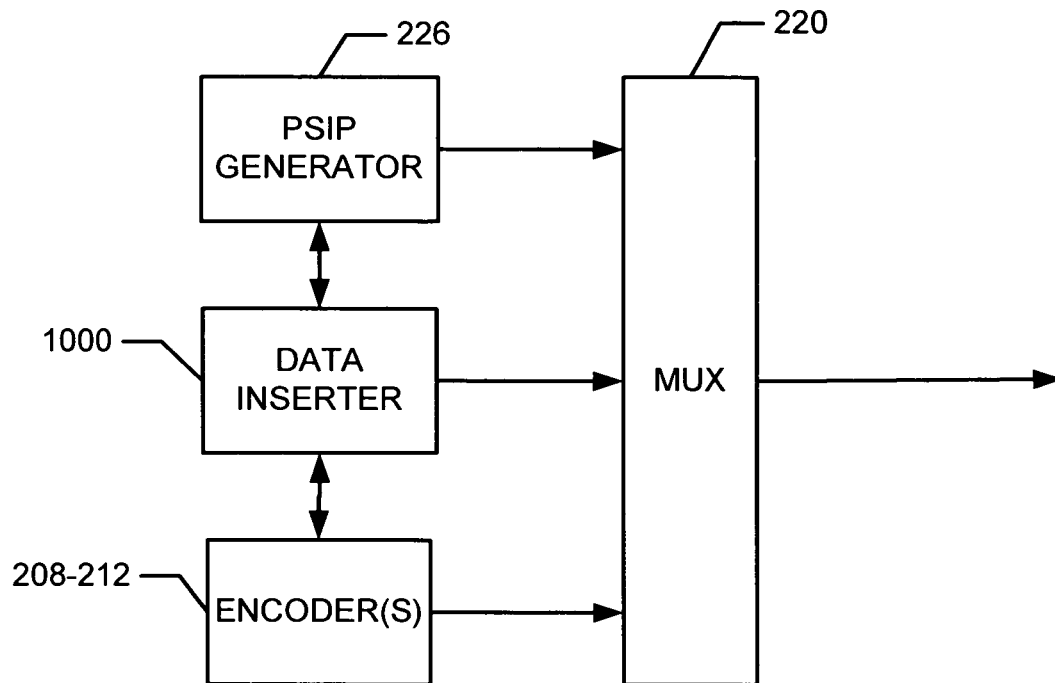 226
220
PSIP
GENERATOR
1000
DATA
INSERTER
MUX
208-212
ENCODER(S)